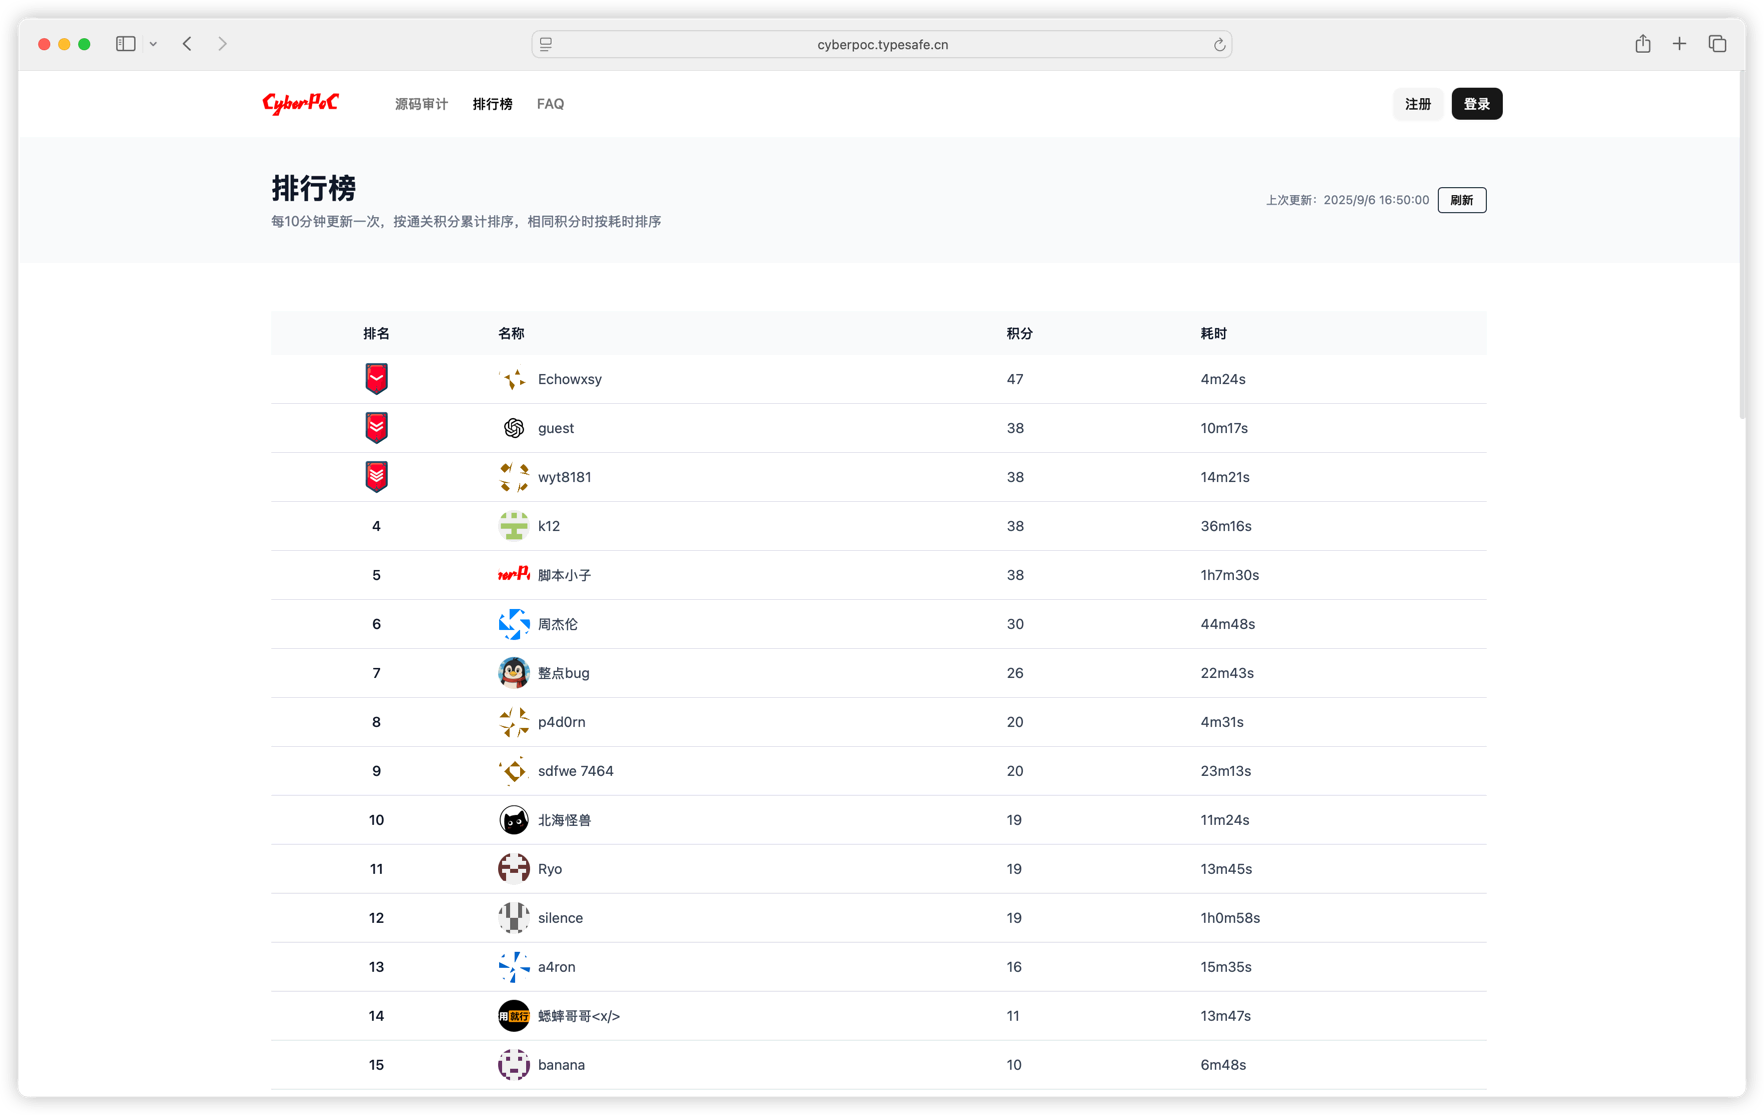 cyberpoc.typesafe.cn
CyberPoC
源码审计 排行榜 FAQ
注册 登录
排行榜
每10分钟更新一次，按通关积分累计排序，相同积分时按耗时排序
上次更新：2025/9/6 16:50:00 刷新
排名 名称 积分 耗时
Echowxsy 47 4m24s
guest 38 10m17s
wyt8181 38 14m21s
4 k12 38 36m16s
5 脚本小子 38 1h7m30s
6 周杰伦 30 44m48s
7 整点bug 26 22m43s
8 p4d0rn 20 4m31s
9 sdfwe 7464 20 23m13s
10 北海怪兽 19 11m24s
11 Ryo 19 13m45s
12 silence 19 1h0m58s
13 a4ron 16 15m35s
14 用就行 蟋蟀哥哥<x/> 11 13m47s
15 banana 10 6m48s